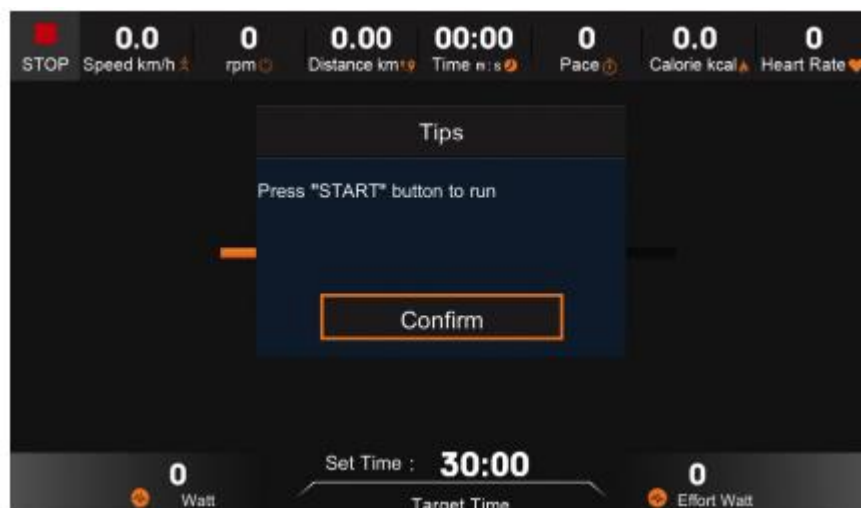 0.0 0 0.00 00:00 0 0.0 0
STOP Speed km/h rpm Distance km Time m:s Pace Calorie kcal Heart Rate
Tips
Press "START" button to run
Confirm
Set Time : 30:00
0 0
Watt Target Time Effort Watt